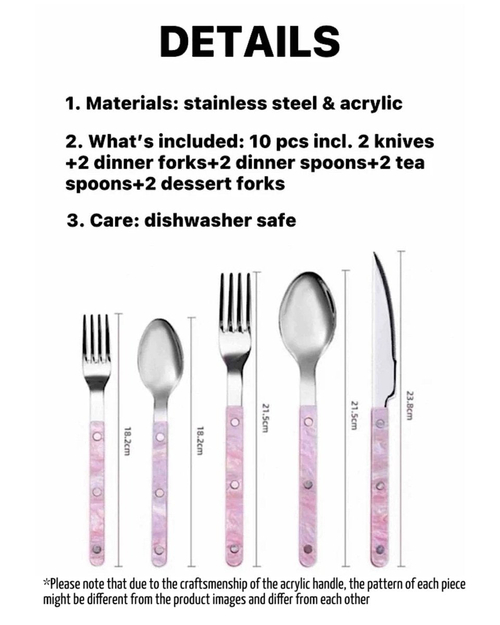 DETAILS
1. Materials: stainless steel & acrylic
2. What's included: 10 pcs incl. 2 knives
+2 dinner forks+2 dinner spoons+2 tea
spoons+2 dessert forks
3. Care: dishwasher safe
18.2cm
18.2cm
21.5cm
21.5cm
23.8cm
*Please note that due to the craftsmenship of the acrylic handle, the pattern of each piece
might be different from the product images and differ from each other